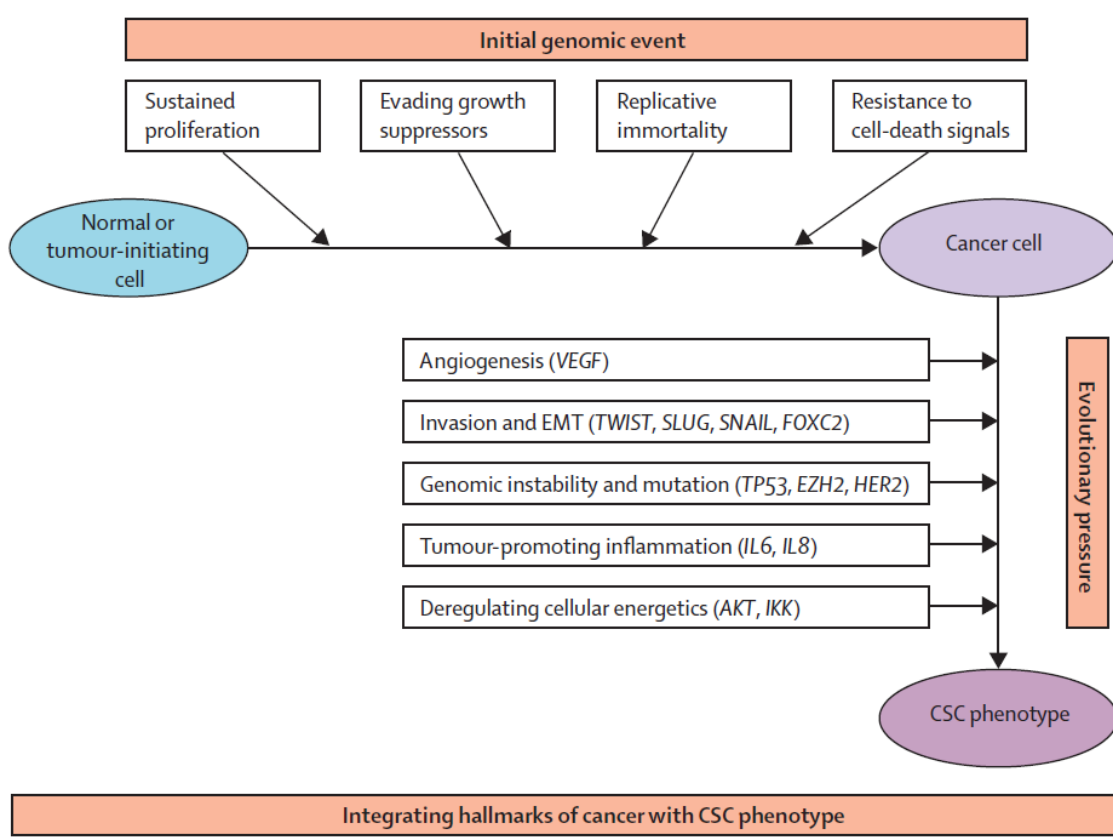 Initial genomic event
Sustained
proliferation
Evading growth
suppressors
Replicative
immortality
Resistance to
cell-death signals
Normal or
tumour-initiating
cell
Cancer cell
Angiogenesis (VEGF)
Invasion and EMT (TWIST, SLUG, SNAIL, FOXC2)
Genomic instability and mutation (TP53, EZH2, HER2)
Tumour-promoting inflammation (IL6, IL8)
Deregulating cellular energetics (AKT, IKK)
Evolutionary
pressure
CSC phenotype
Integrating hallmarks of cancer with CSC phenotype